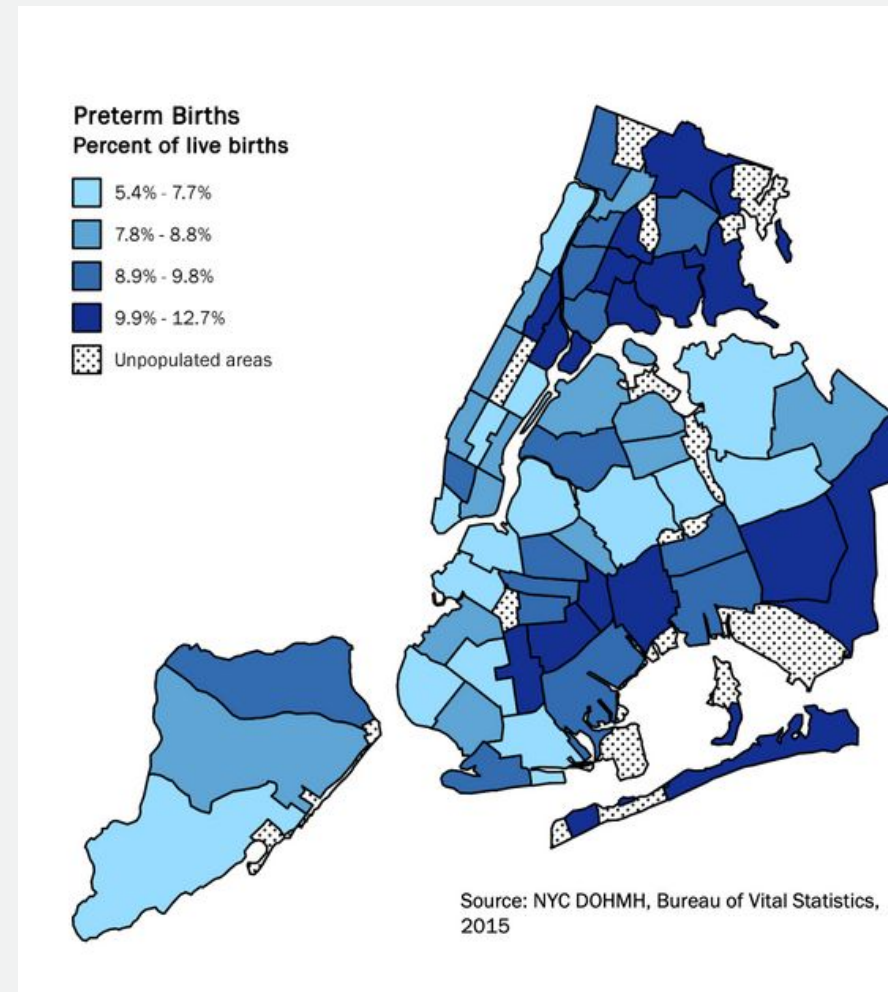 Preterm Births
Percent of live births
5.4% - 7.7%
7.8% - 8.8%
8.9% - 9.8%
9.9% - 12.7%
Unpopulated areas
Source: NYC DOHMH, Bureau of Vital Statistics,
2015